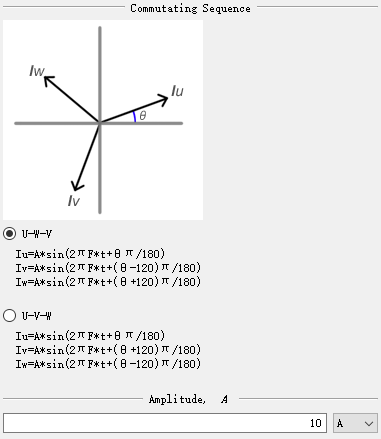 Commutating Sequence
Iw
Iu
θ
Iv
U-W-V
Iu=A*sin(2πF*t+θπ/180)
Iv=A*sin(2πF*t+(θ-120)π/180)
Iw=A*sin(2πF*t+(θ+120)π/180)
U-V-W
Iu=A*sin(2πF*t+θπ/180)
Iv=A*sin(2πF*t+(θ+120)π/180)
Iw=A*sin(2πF*t+(θ-120)π/180)
Amplitude, A
10 A